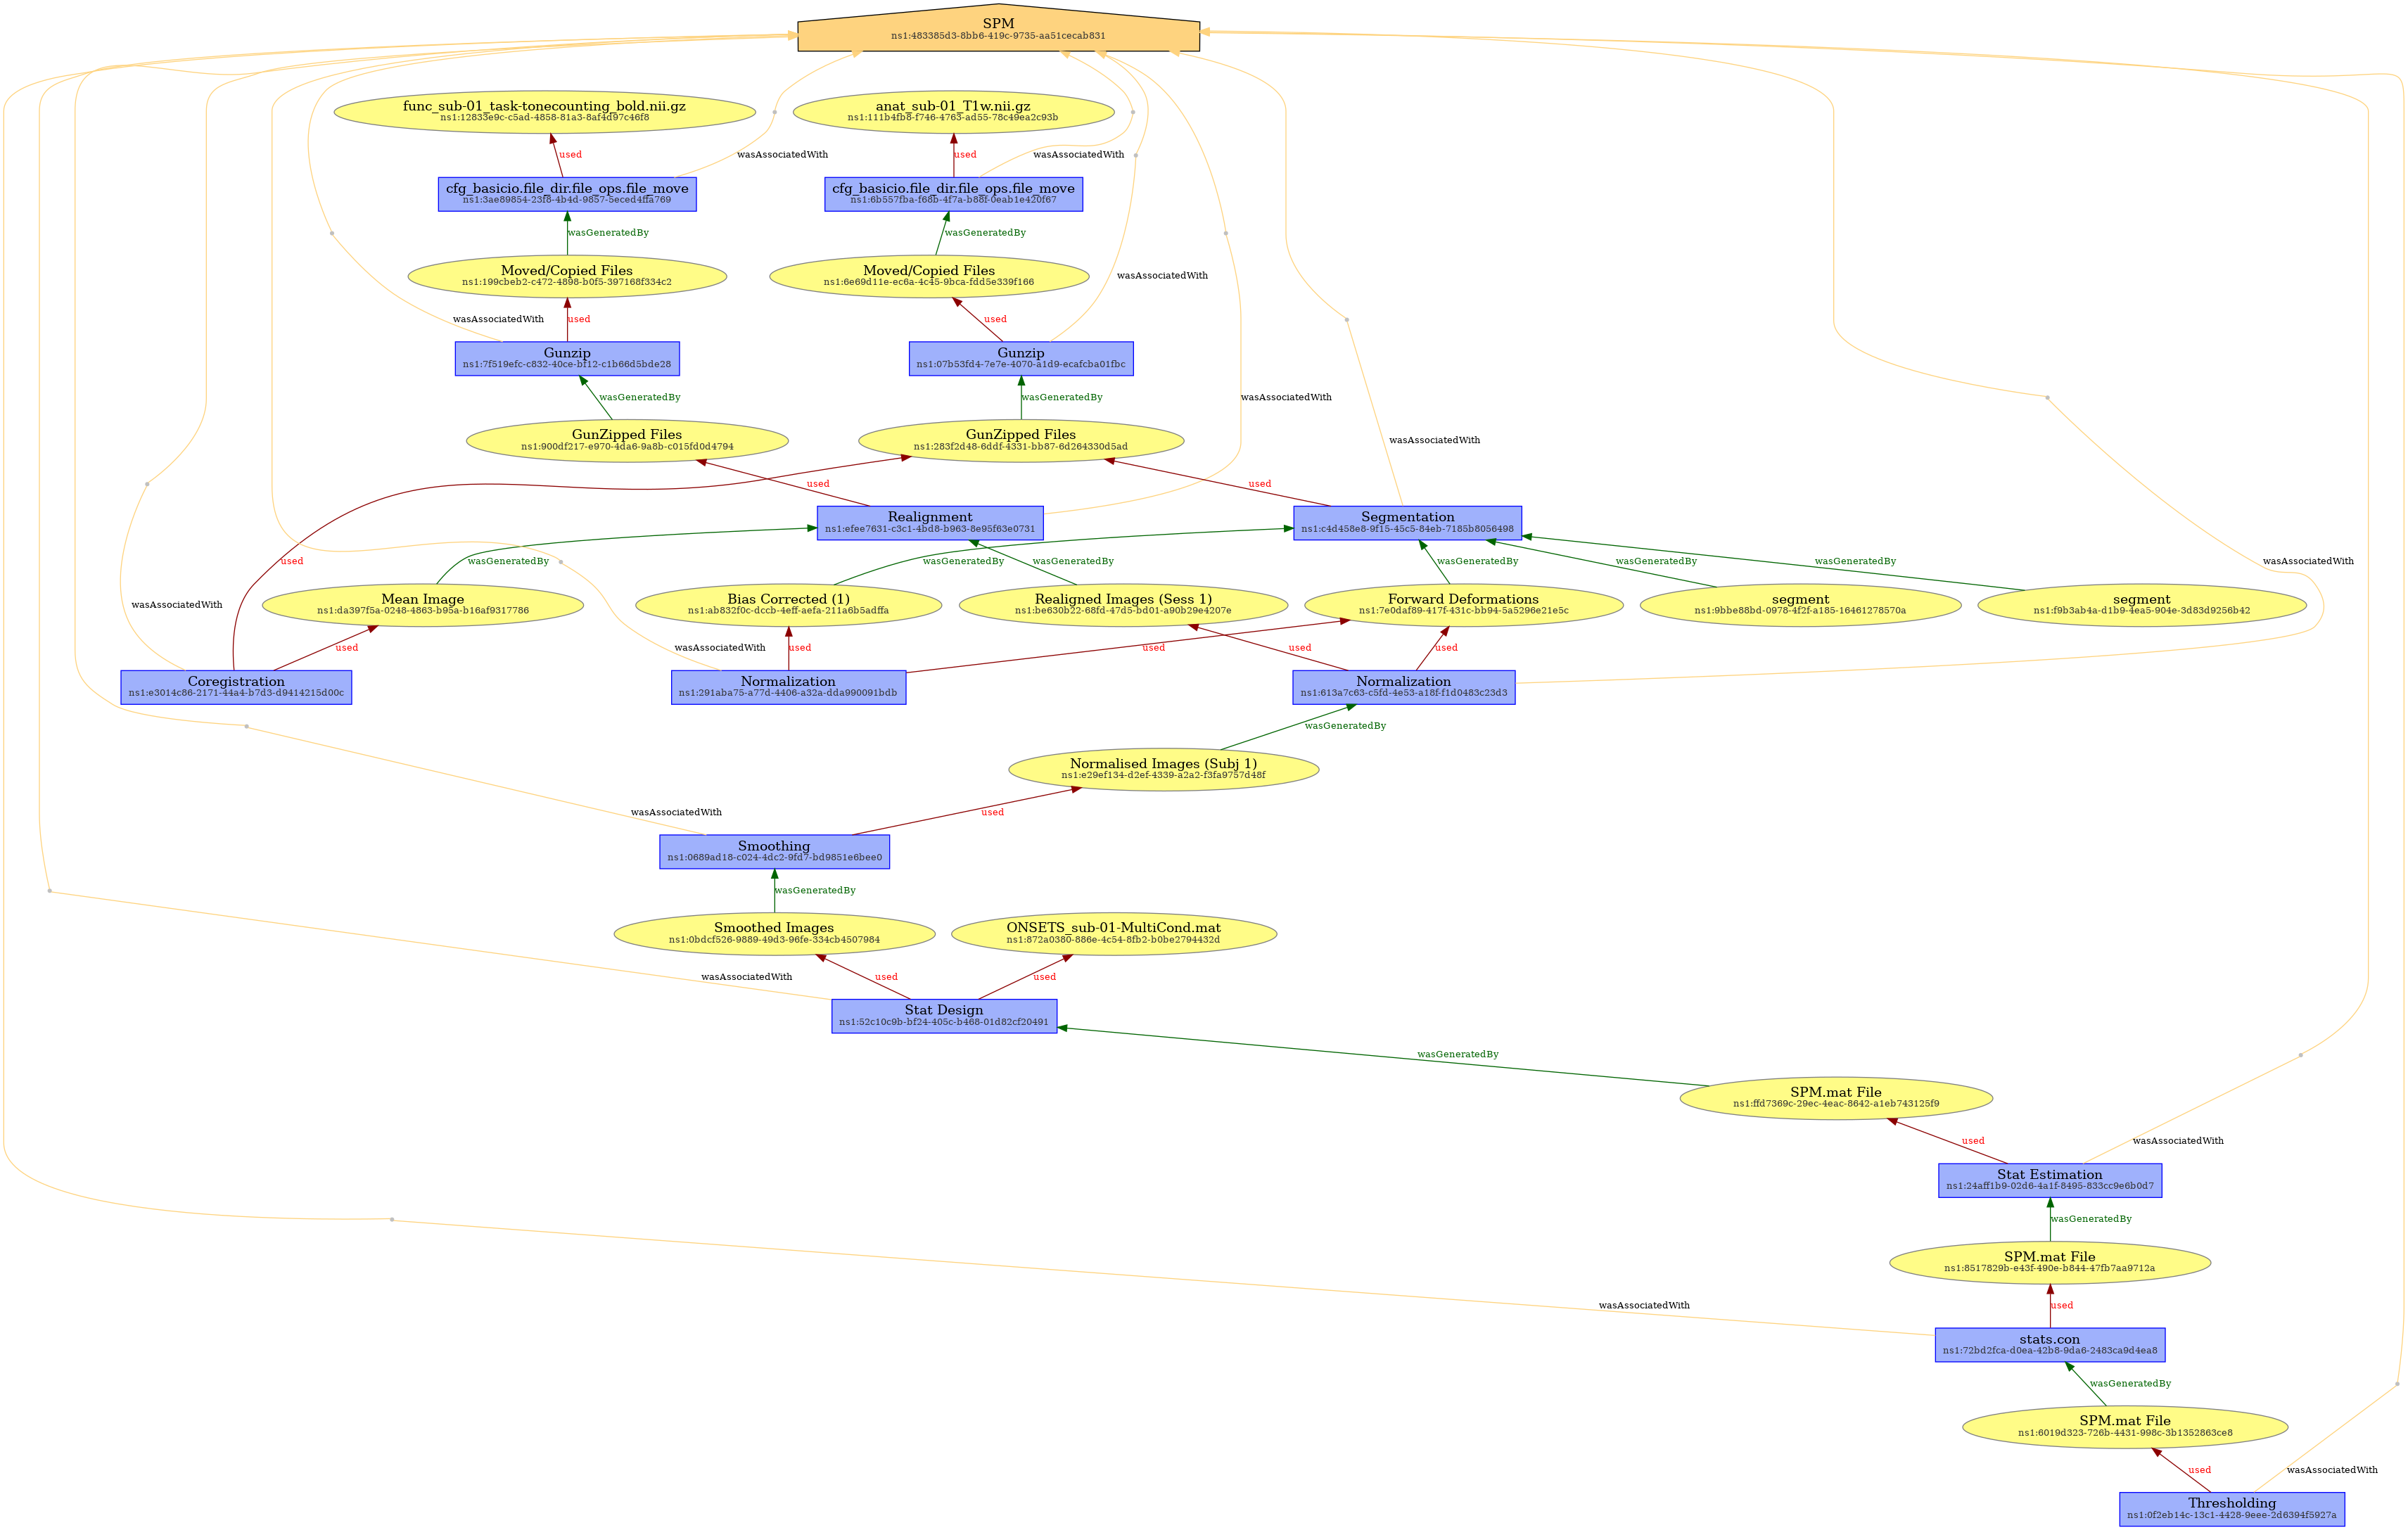 SPM
ns1:483385d3-8bb6-419c-9735-aa51cecab831
func_sub-01_task-tonecounting_bold.nii.gz
ns1:12833e9c-c5ad-4858-81a3-8af4d97c46f8
anat_sub-01_T1w.nii.gz
ns1:111b4fb8-f746-4763-ad55-78c49ea2c93b
used
wasAssociatedWith
used
wasAssociatedWith
cfg_basicio.file_dir.file_ops.file_move
ns1:3ae89854-23f8-4b4d-9857-5eced4ffa769
cfg_basicio.file_dir.file_ops.file_move
ns1:6b557fba-f68b-4f7a-b88f-0eab1e420f67
wasGeneratedBy
wasGeneratedBy
Moved/Copied Files
ns1:199cbeb2-c472-4898-b0f5-397168f334c2
Moved/Copied Files
ns1:6e69d11e-ec6a-4c45-9bca-fdd5e339f166
wasAssociatedWith
wasAssociatedWith
used
used
Gunzip
ns1:7f519efc-c832-40ce-bf12-c1b66d5bde28
Gunzip
ns1:07b53fd4-7e7e-4070-a1d9-ecafcba01fbc
wasGeneratedBy
wasGeneratedBy
wasAssociatedWith
GunZipped Files
ns1:900df217-e970-4da6-9a8b-c015fd0d4794
GunZipped Files
ns1:283f2d48-6ddf-4331-bb87-6d264330d5ad
wasAssociatedWith
used
used
Realignment
ns1:efee7631-c3c1-4bd8-b963-8e95f63e0731
Segmentation
ns1:c4d458e8-9f15-45c5-84eb-7185b8056498
used
wasGeneratedBy
wasGeneratedBy
wasGeneratedBy
wasGeneratedBy
wasGeneratedBy
wasGeneratedBy
wasAssociatedWith
Mean Image
ns1:da397f5a-0248-4863-b95a-b16af9317786
Bias Corrected (1)
ns1:ab832f0c-dccb-4eff-aefa-211a6b5adffa
Realigned Images (Sess 1)
ns1:be630b22-68fd-47d5-bd01-a90b29e4207e
Forward Deformations
ns1:7e0daf89-417f-431c-bb94-5a5296e21e5c
segment
ns1:9bbe88bd-0978-4f2f-a185-16461278570a
segment
ns1:f9b3ab4a-d1b9-4ea5-904e-3d83d9256b42
wasAssociatedWith
used
wasAssociatedWith
used
used
used
used
Coregistration
ns1:e3014c86-2171-44a4-b7d3-d9414215d00c
Normalization
ns1:291aba75-a77d-4406-a32a-dda990091bdb
Normalization
ns1:613a7c63-c5fd-4e53-a18f-f1d0483c23d3
wasGeneratedBy
Normalised Images (Subj 1)
ns1:e29ef134-d2ef-4339-a2a2-f3fa9757d48f
wasAssociatedWith
used
Smoothing
ns1:0689ad18-c024-4dc2-9fd7-bd9851e6bee0
wasGeneratedBy
Smoothed Images
ns1:0bdcf526-9889-49d3-96fe-334cb4507984
ONSETS_sub-01-MultiCond.mat
ns1:872a0380-886e-4c54-8fb2-b0be2794432d
wasAssociatedWith
used
used
Stat Design
ns1:52c10c9b-bf24-405c-b468-01d82cf20491
wasGeneratedBy
SPM.mat File
ns1:ffd7369c-29ec-4eac-8642-a1eb743125f9
used
wasAssociatedWith
Stat Estimation
ns1:24aff1b9-02d6-4a1f-8495-833cc9e6b0d7
wasGeneratedBy
SPM.mat File
ns1:8517829b-e43f-490e-b844-47fb7aa9712a
wasAssociatedWith
used
stats.con
ns1:72bd2fca-d0ea-42b8-9da6-2483ca9d4ea8
wasGeneratedBy
SPM.mat File
ns1:6019d323-726b-4431-998c-3b1352863ce8
used
wasAssociatedWith
Thresholding
ns1:0f2eb14c-13c1-4428-9eee-2d6394f5927a